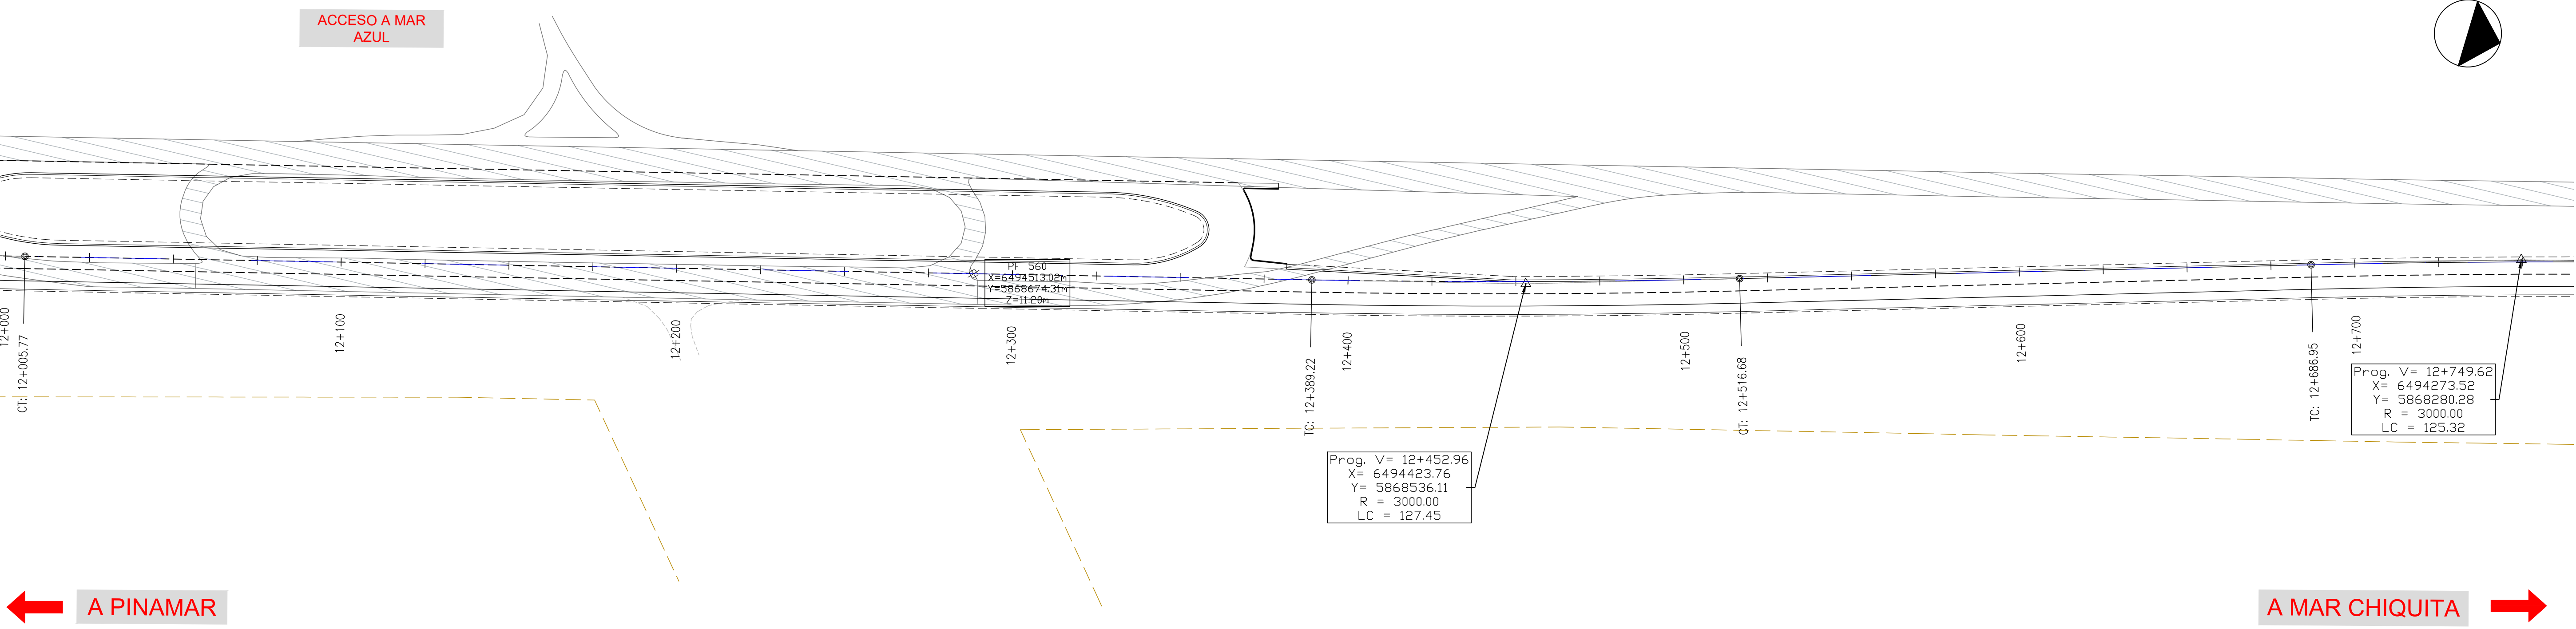 ACCESO A MAR
AZUL
PF 560
X=6494513.02m
Y=5868674.31m
Z=11.20m
12+000
CT: 12+005.77
12+100
12+200
12+300
TC: 12+389.22
12+400
12+500
CT: 12+516.68
12+600
TC: 12+686.95
12+700
Prog. V= 12+749.62
X= 6494273.52
Y= 5868280.28
R = 3000.00
LC = 125.32
Prog. V= 12+452.96
X= 6494423.76
Y= 5868536.11
R = 3000.00
LC = 127.45
A PINAMAR
A MAR CHIQUITA